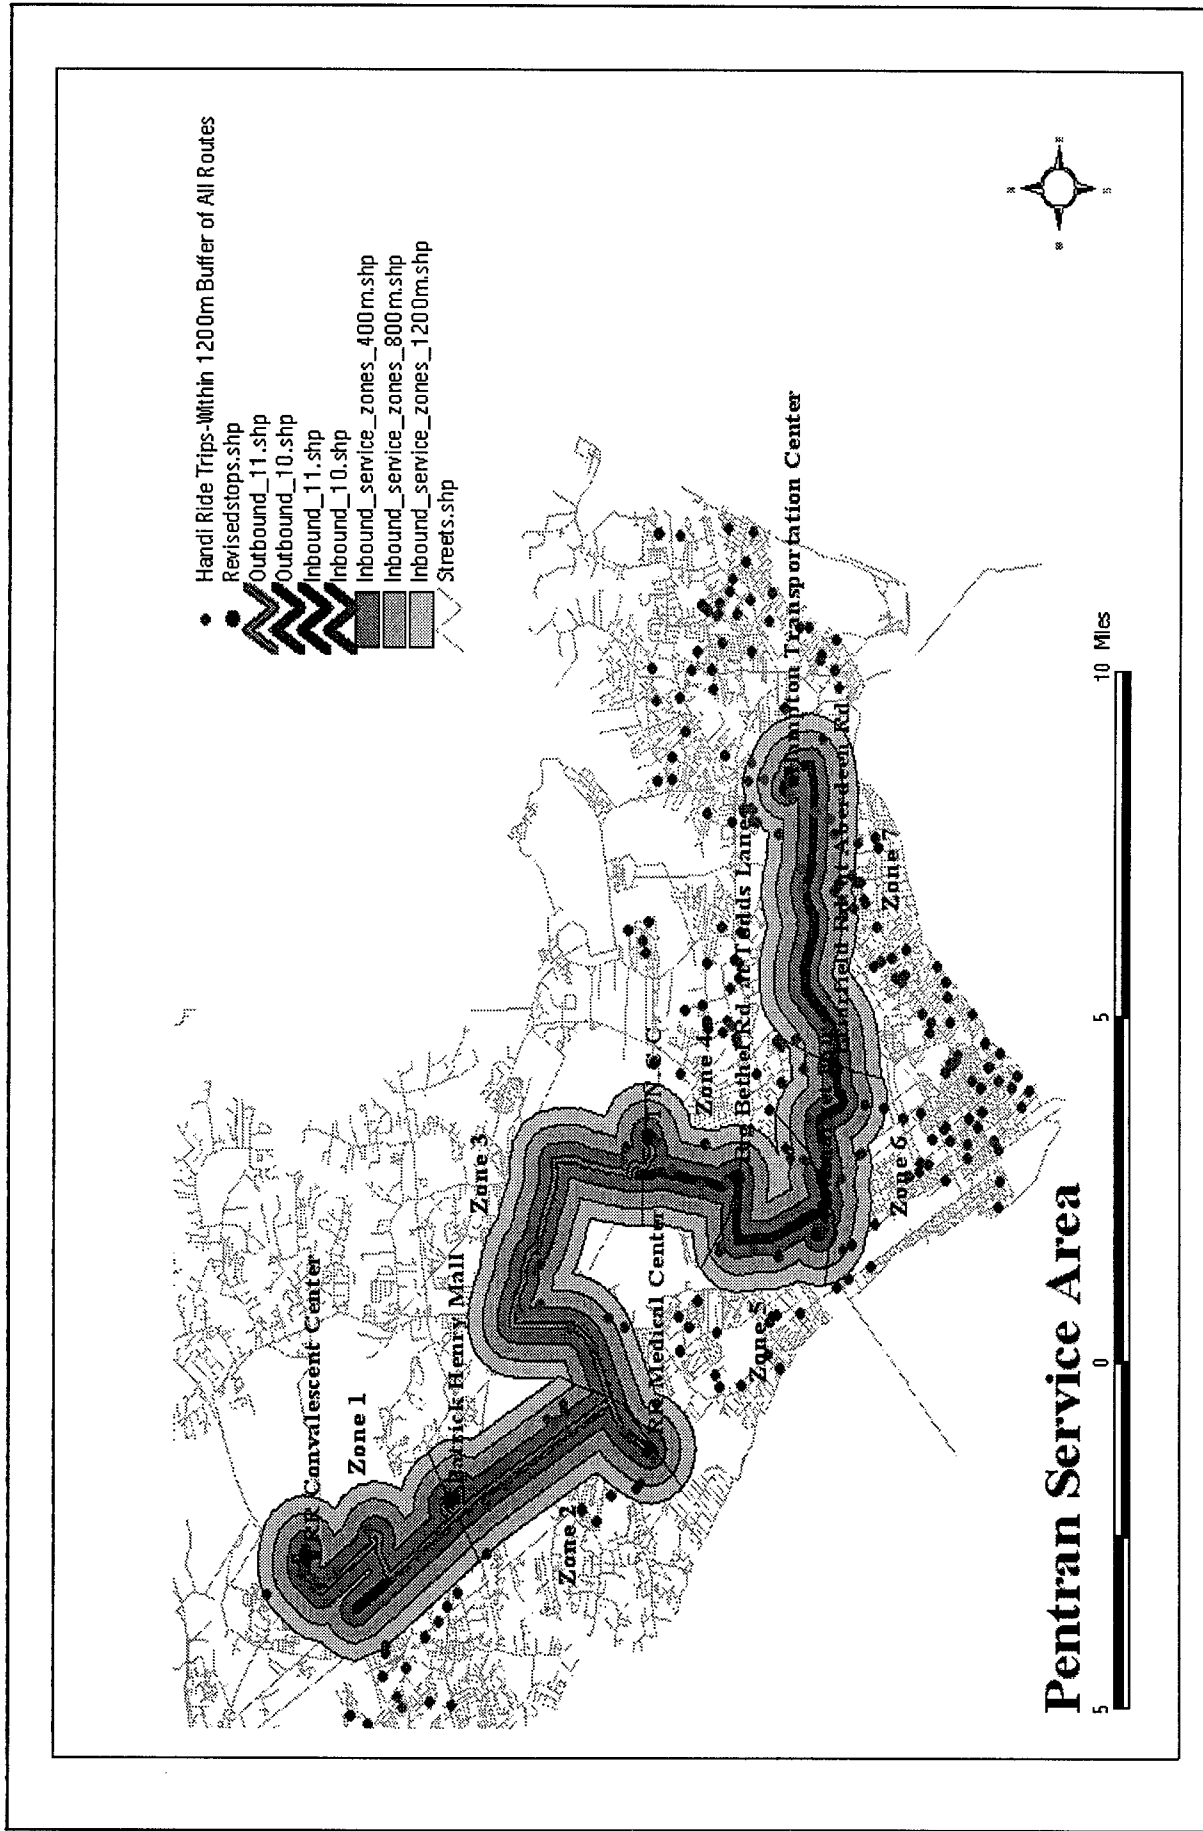 Handi Ride Trips-Within 1200m Buffer of All Routes
Revisedstops.shp
Outbound_11.shp
Outbound_10.shp
Inbound_11.shp
Inbound_10.shp
Inbound_service_zones_400m.shp
Inbound_service_zones_800m.shp
Inbound_service_zones_1200m.shp
Streets.shp
Convalescent Center
Zone 1
Patrick Henry Mall
Zone 3
Zone 2
Medical Center
Zone 4
Zone 5
Bethel Rd. at Todds Lane
Transportation Center
Aberdeen Rd.
Zone 6
Zone 7
Pentran Service Area
5 0 5 10 Miles
N
E
S